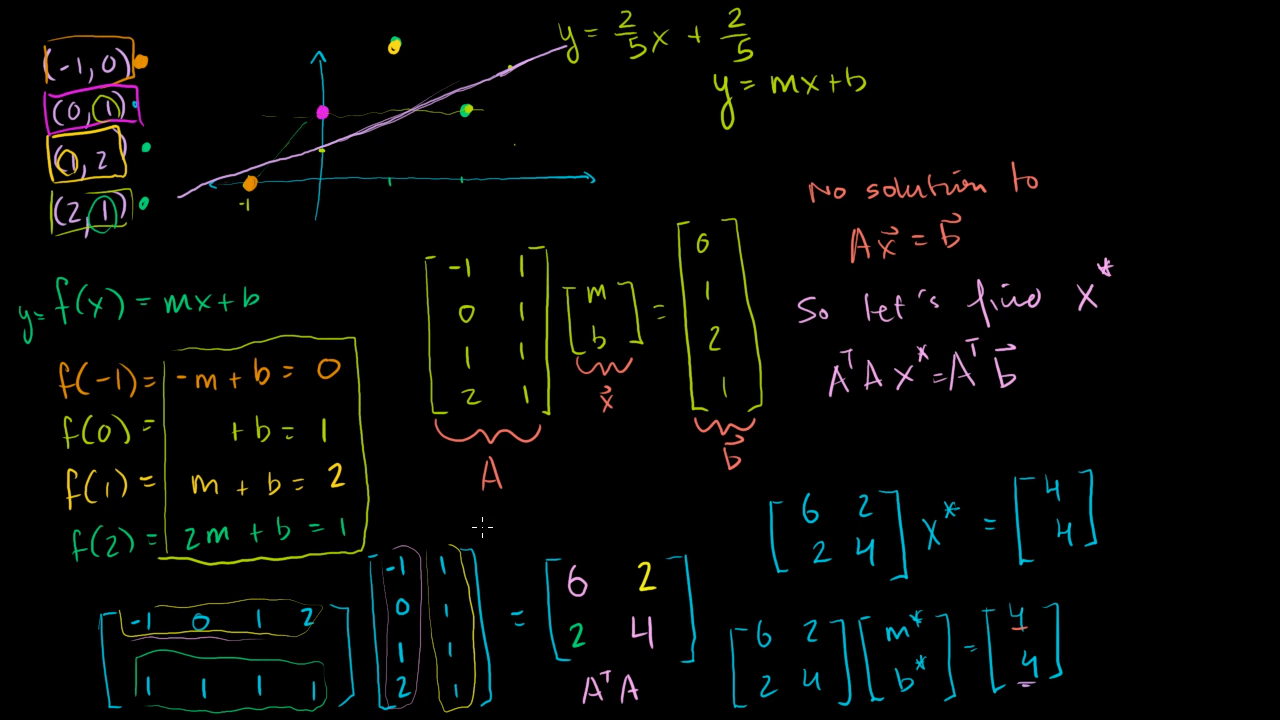 (-1, 0)
(0, 1)
(1, 2)
(2, 1)
-1
y = 2/5 x + 2/5
y = mx+b
No solution to
Ax⃗ = b⃗
So let's find x*
AᵀAx* = Aᵀb⃗
y= f(x) = mx+b
f(-1) = -m + b = 0
f(0) = +b = 1
f(1) = m + b = 2
f(2) = 2m + b = 1
[-1 1
0 1
1 1
2 1]
[m
b]
=
[0
1
2
1]
A
x⃗
b⃗
[6 2
2 4] x* = [4
4]
[-1 0 1 2
1 1 1 1]
[-1 1
0 1
1 1
2 1]
=
[6 2
2 4]
AᵀA
[6 2
2 4] [m*
b*] = [4
4]